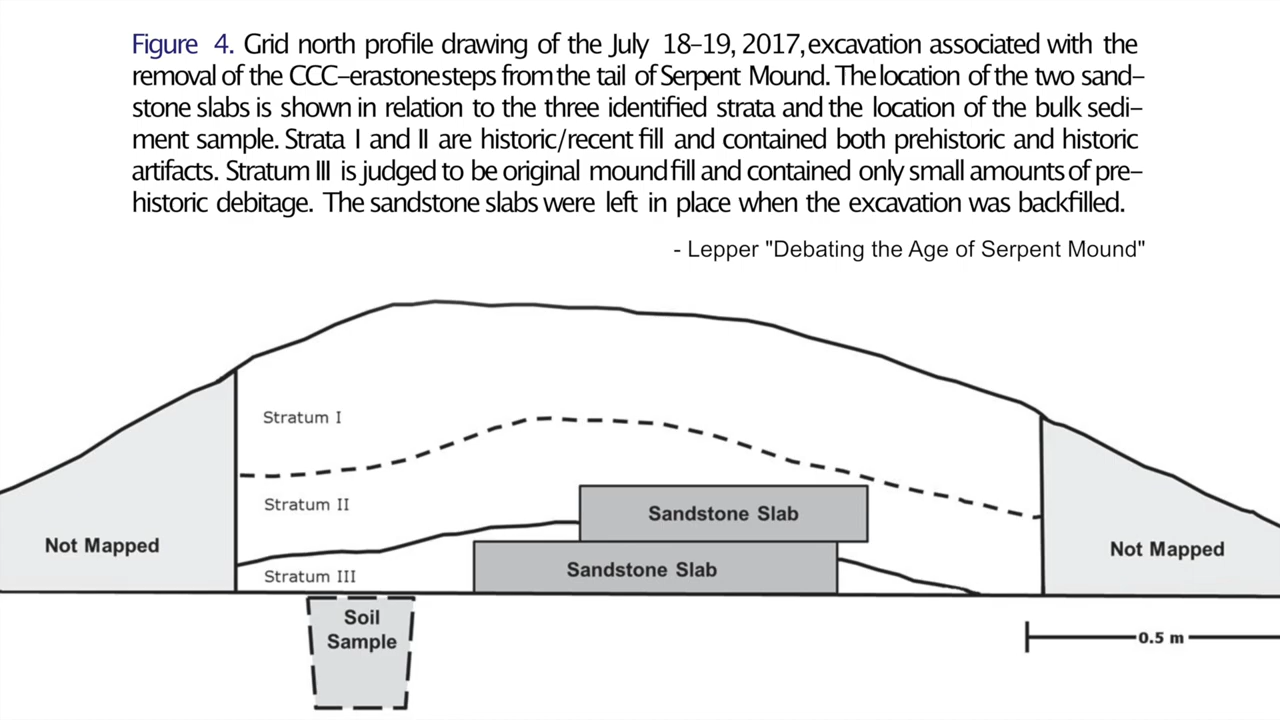 Figure 4. Grid north profile drawing of the July 18–19, 2017, excavation associated with the
removal of the CCC–era stone steps from the tail of Serpent Mound. The location of the two sand–
stone slabs is shown in relation to the three identified strata and the location of the bulk sedi–
ment sample. Strata I and II are historic/recent fill and contained both prehistoric and historic
artifacts. Stratum III is judged to be original mound fill and contained only small amounts of pre–
historic debitage. The sandstone slabs were left in place when the excavation was backfilled.
- Lepper "Debating the Age of Serpent Mound"
Stratum I
Stratum II
Sandstone Slab
Not Mapped
Not Mapped
Stratum III
Sandstone Slab
Soil
Sample
0.5 m